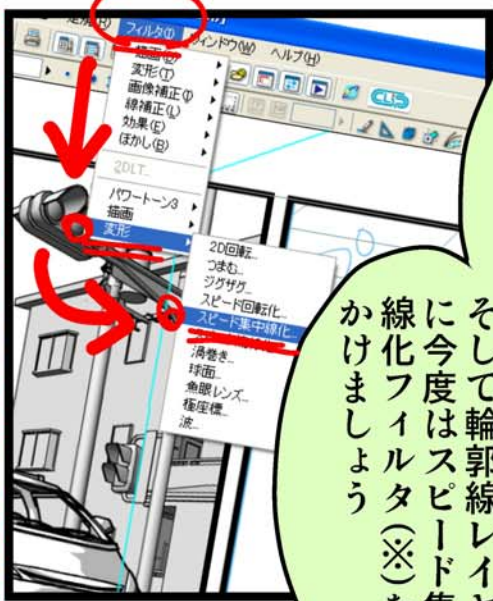 フィルタ(I)
ィンドウ(W) ヘルプ(H)
描画(D)
変形(T)
画像補正(I)
線補正(L)
効果(E)
ぼかし(B)
2DLT...
パワートーン3
描画
変形
2D回転...
つまむ...
ジグザグ...
スピード回転化...
スピード集中線化...
渦巻き...
球面...
魚眼レンズ...
極座標...
波...
そして輪郭線レイ
に今度はスピード集
線化フィルタ(※)を
かけましょう